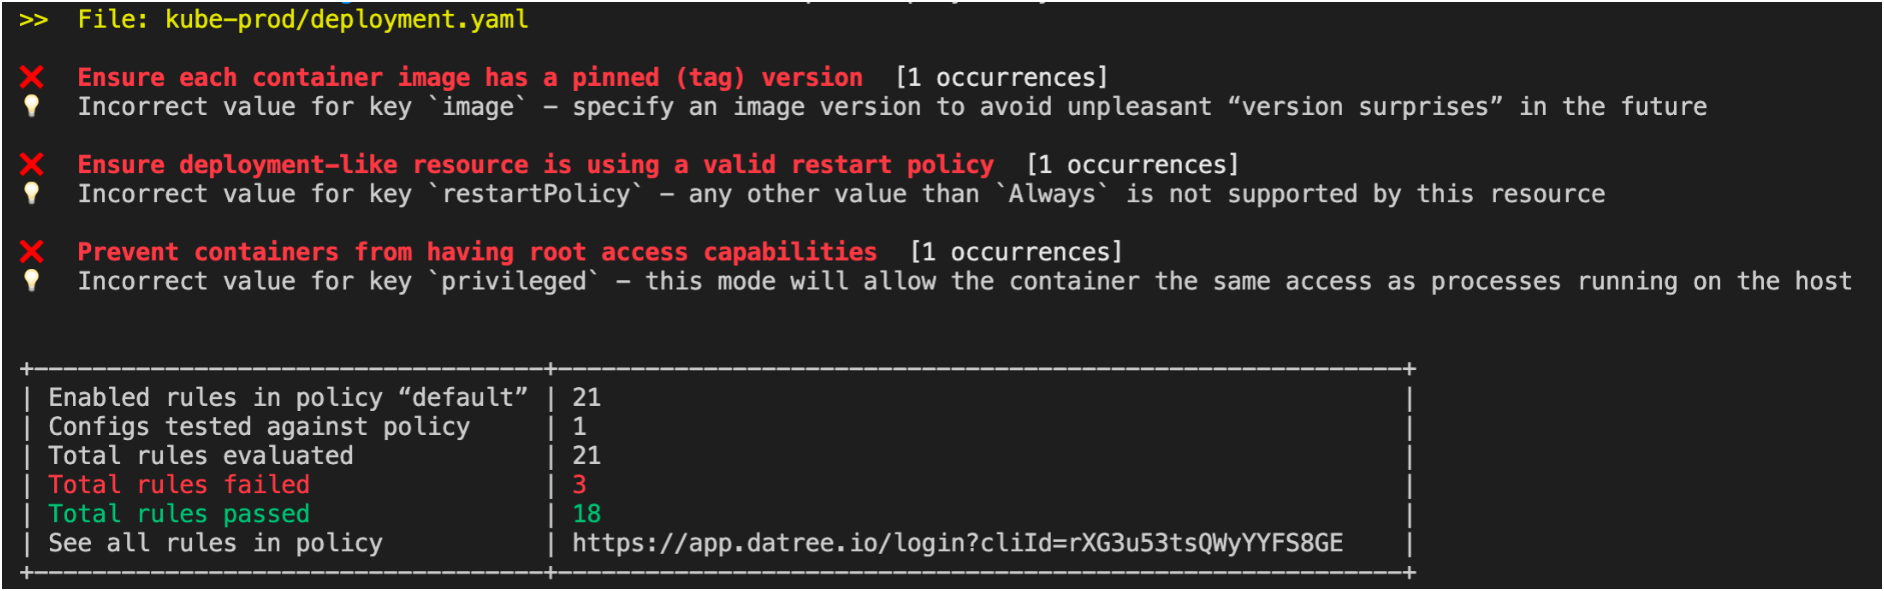 >> File: kube-prod/deployment.yaml
❌ Ensure each container image has a pinned (tag) version [1 occurrences]
💡 Incorrect value for key `image` - specify an image version to avoid unpleasant “version surprises” in the future
❌ Ensure deployment-like resource is using a valid restart policy [1 occurrences]
💡 Incorrect value for key `restartPolicy` - any other value than `Always` is not supported by this resource
❌ Prevent containers from having root access capabilities [1 occurrences]
💡 Incorrect value for key `privileged` - this mode will allow the container the same access as processes running on the host
+-----------------------------------+----------------------------------------------------------+
| Enabled rules in policy “default” | 21 |
| Configs tested against policy | 1 |
| Total rules evaluated | 21 |
| Total rules failed | 3 |
| Total rules passed | 18 |
| See all rules in policy | https://app.datree.io/login?cliId=rXG3u53tsQWyYYFS8GE |
+-----------------------------------+----------------------------------------------------------+